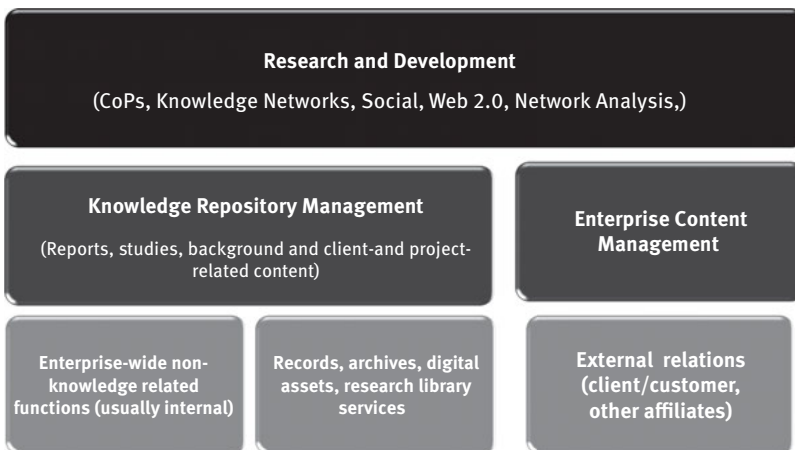 Research and Development
(CoPs, Knowledge Networks, Social, Web 2.0, Network Analysis,)
Knowledge Repository Management
(Reports, studies, background and client-and project-
related content)
Enterprise Content
Management
Enterprise-wide non-
knowledge related
functions (usually internal)
Records, archives, digital
assets, research library
services
External relations
(client/customer,
other affiliates)